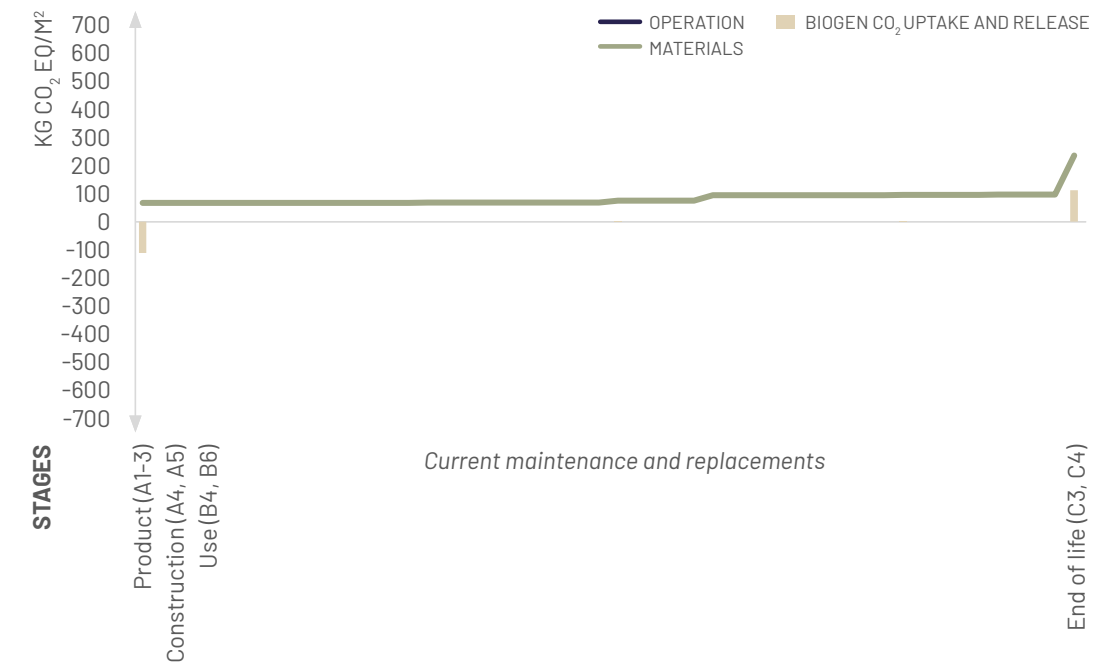 KG CO₂ EQ/M²
700
600
500
400
300
200
100
0
-100
-200
-300
-400
-500
-600
-700
OPERATION
MATERIALS
BIOGEN CO₂ UPTAKE AND RELEASE
STAGES
Product (A1-3)
Construction (A4, A5)
Use (B4, B6)
Current maintenance and replacements
End of life (C3, C4)